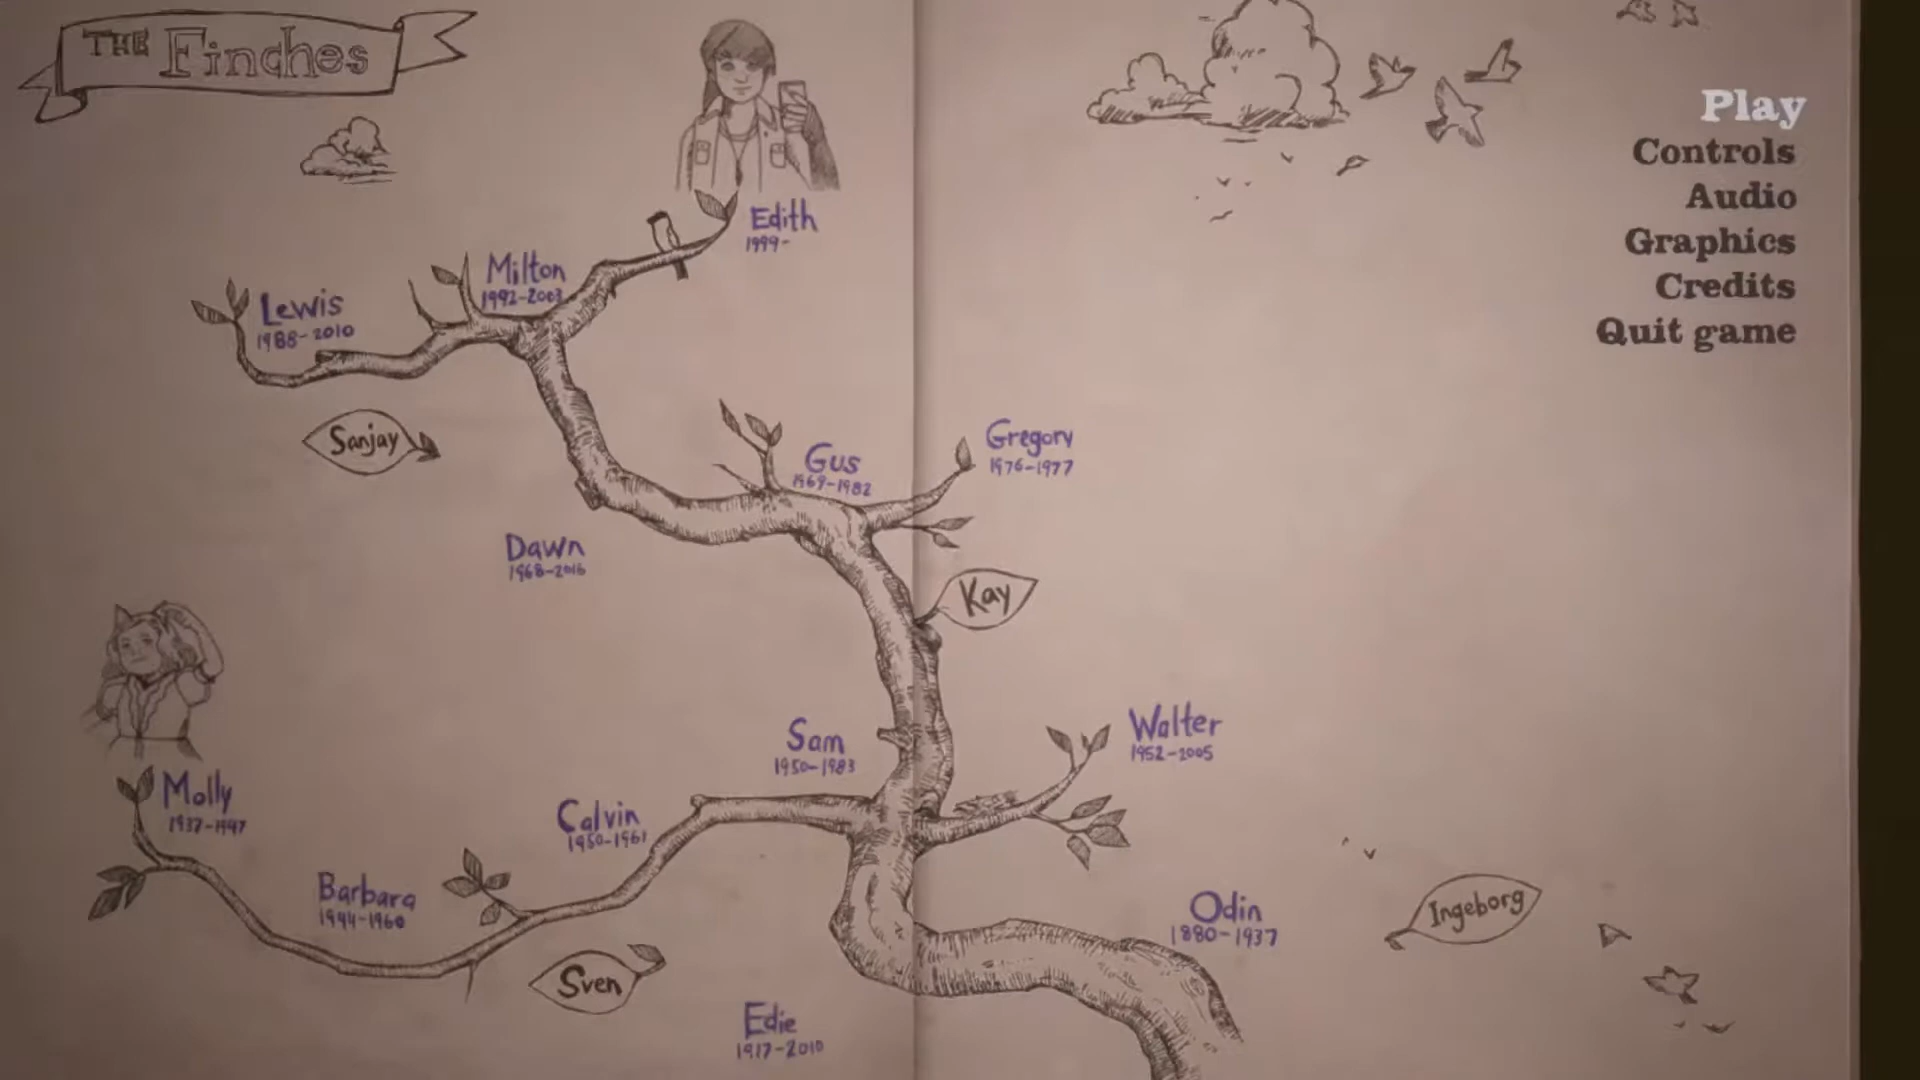 THE Finches
Play
Controls
Audio
Graphics
Credits
Quit game
Edith
1999-
Milton
1992-2003
Lewis
1988-2010
Sanjay
Gus
1969-1982
Gregory
1976-1977
Dawn
1968-2016
Kay
Sam
1950-1983
Walter
1952-2005
Molly
1937-1947
Calvin
1950-1961
Barbara
1944-1960
Sven
Odin
1880-1937
Ingeborg
Edie
1917-2010